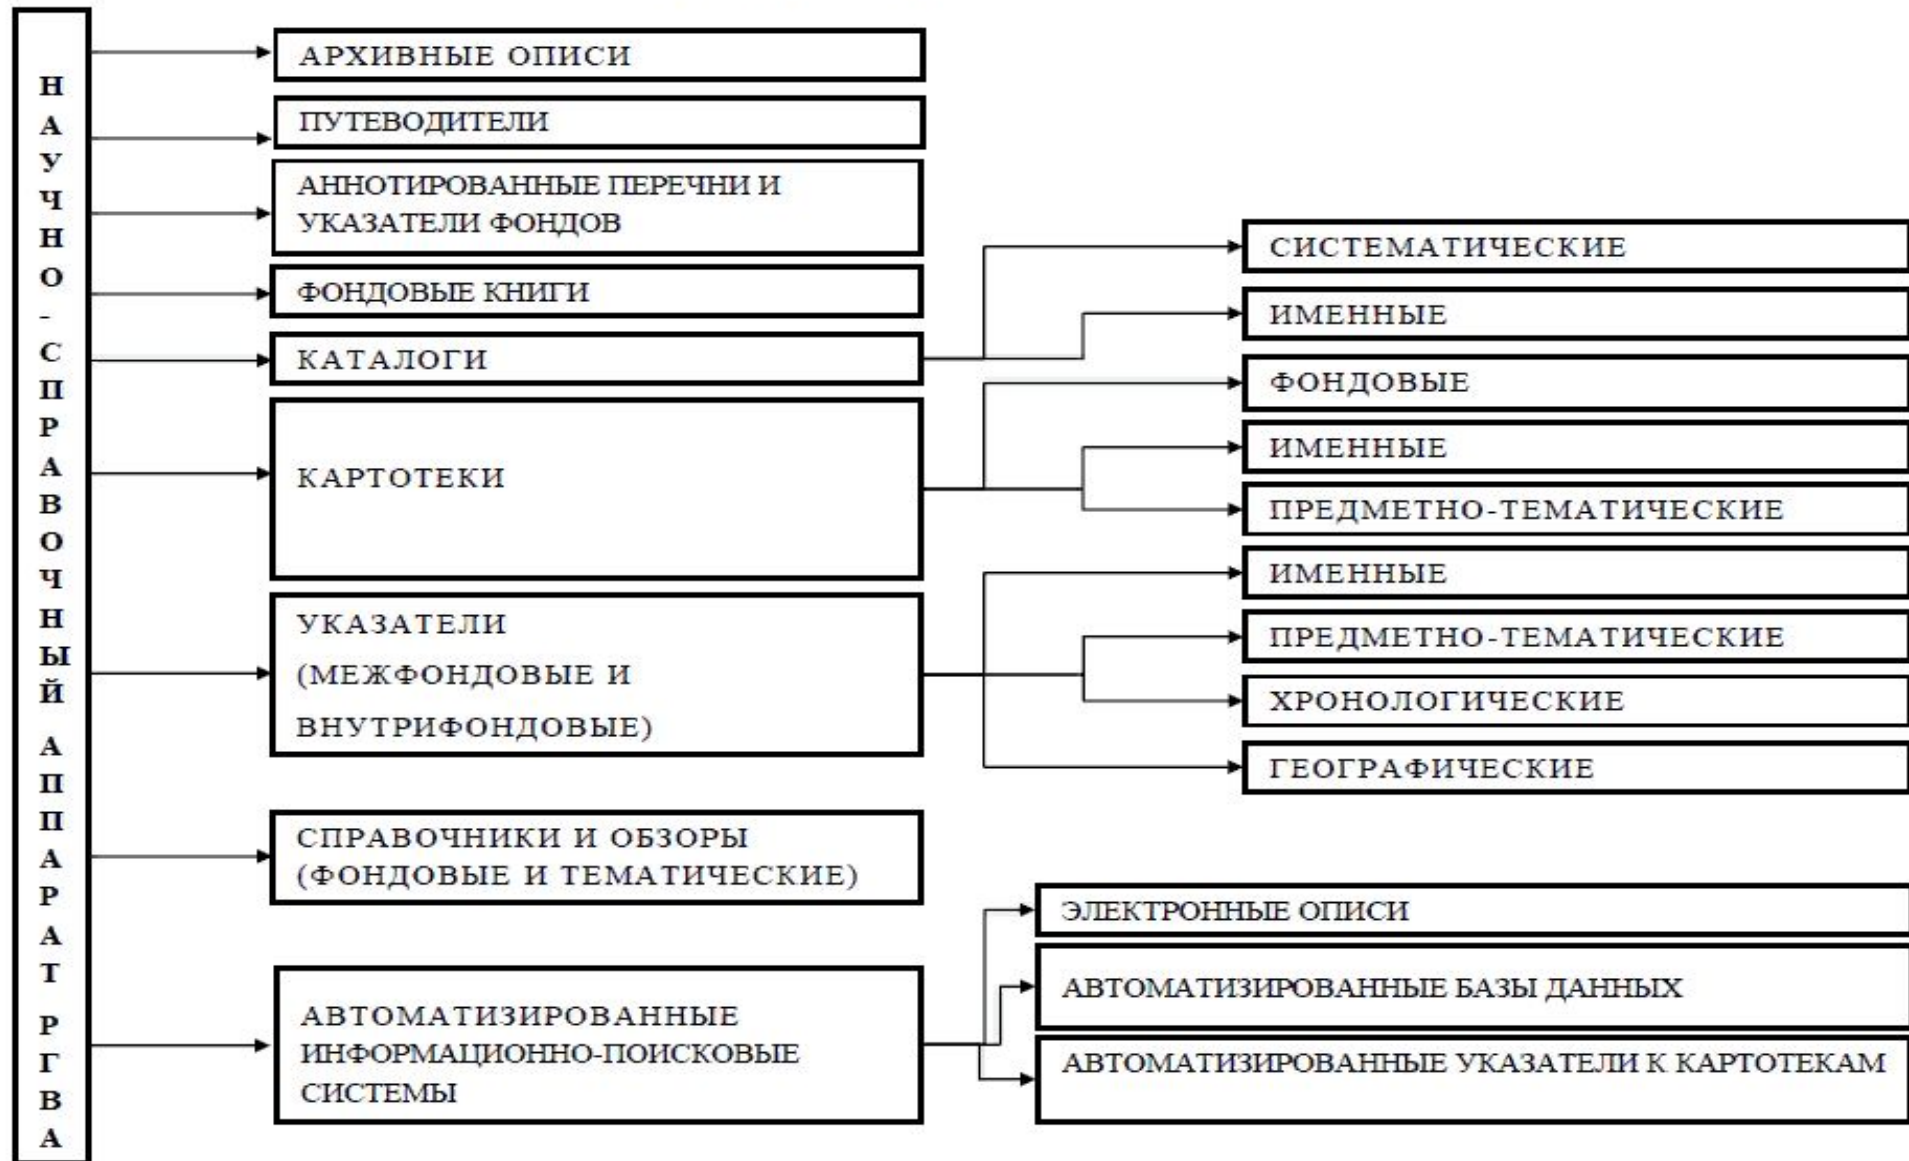 НАУЧНО-СПРАВОЧНЫЙ АППАРАТ РГВА
АРХИВНЫЕ ОПИСИ
ПУТЕВОДИТЕЛИ
АННОТИРОВАННЫЕ ПЕРЕЧНИ И
УКАЗАТЕЛИ ФОНДОВ
ФОНДОВЫЕ КНИГИ
КАТАЛОГИ
СИСТЕМАТИЧЕСКИЕ
ИМЕННЫЕ
КАРТОТЕКИ
ФОНДОВЫЕ
ИМЕННЫЕ
ПРЕДМЕТНО-ТЕМАТИЧЕСКИЕ
УКАЗАТЕЛИ
(МЕЖФОНДОВЫЕ И
ВНУТРИФОНДОВЫЕ)
ИМЕННЫЕ
ПРЕДМЕТНО-ТЕМАТИЧЕСКИЕ
ХРОНОЛОГИЧЕСКИЕ
ГЕОГРАФИЧЕСКИЕ
СПРАВОЧНИКИ И ОБЗОРЫ
(ФОНДОВЫЕ И ТЕМАТИЧЕСКИЕ)
АВТОМАТИЗИРОВАННЫЕ
ИНФОРМАЦИОННО-ПОИСКОВЫЕ
СИСТЕМЫ
ЭЛЕКТРОННЫЕ ОПИСИ
АВТОМАТИЗИРОВАННЫЕ БАЗЫ ДАННЫХ
АВТОМАТИЗИРОВАННЫЕ УКАЗАТЕЛИ К КАРТОТЕКАМ